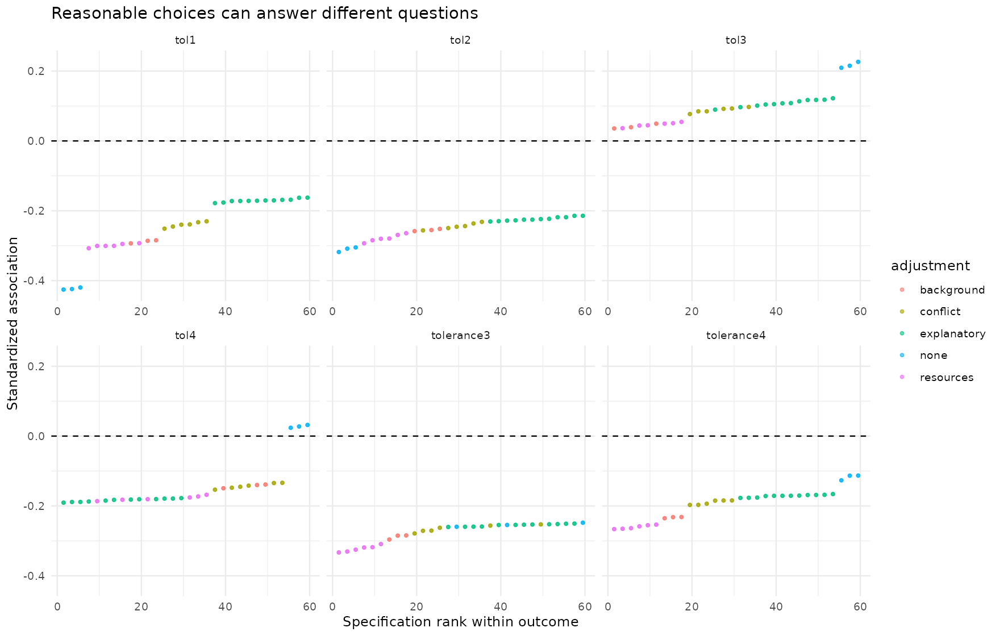 Reasonable choices can answer different questions
tol1
tol2
tol3
0.2
0.0
-0.2
-0.4
0 20 40 60
0 20 40 60
0 20 40 60
tol4
tolerance3
tolerance4
0.2
0.0
-0.2
-0.4
0 20 40 60
0 20 40 60
0 20 40 60
Specification rank within outcome
Standardized association
adjustment
background
conflict
explanatory
none
resources